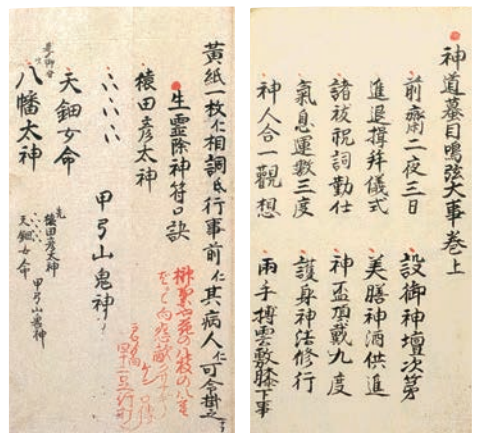 神道蟇目鳴弦大事巻上
前齋二夜三日 設御神壇次第
進退揖拜儀式 美膳神酒供進
諸祓祝詞勤仕 神盃頂戴九度
氣息運数三度 護身神法修行
神人合一觀想 兩手搏雲敷膝下事
黄紙一枚仁相調氐行事前仁其病人仁可令掛之
生霊除神符口訣
猿田彦太神
甲弓山鬼神
天鈿女命
八幡太神
猿田彦太神
甲弓山鬼神
天鈿女命